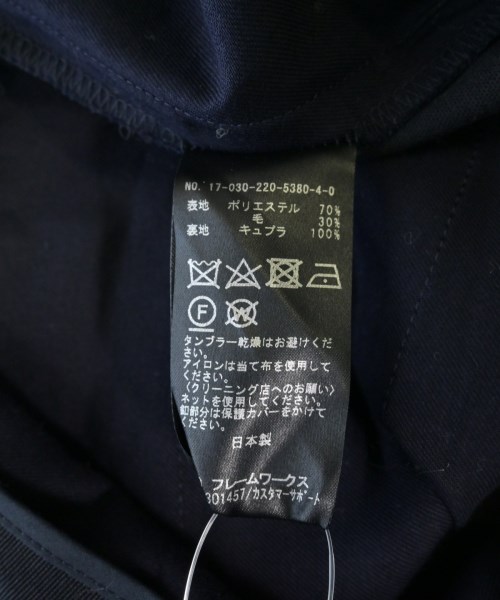 NO. 17-030-220-5380-4-0
表地 ポリエステル 70%
毛 30%
裏地 キュプラ 100%
F W
タンブラー乾燥はお避けくだ
さい。
アイロンは当て布を使用して
ください。
〈クリーニング店へのお願い〉
ネットを使用してください。
釦部分は保護カバーをかけて
ください。
日本製
フレームワークス
301457/カスタマーサポート